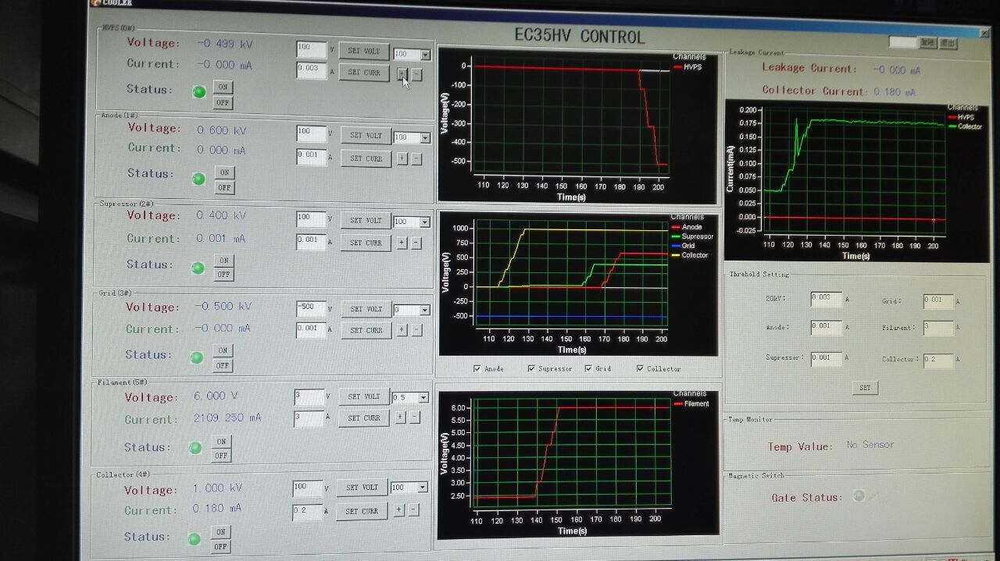 COOLER
EC35HV CONTROL
登陆 退出
HVPS(0#)
Voltage: -0.499 kV 100 V SET VOLT 100
Current: -0.000 mA 0.003 A SET CURR + -
Status: ON
OFF
Anode(1#)
Voltage: 0.600 kV 100 V SET VOLT 100
Current: 0.000 mA 0.001 A SET CURR + -
Status: ON
OFF
Supressor(2#)
Voltage: 0.400 kV 100 V SET VOLT 100
Current: 0.001 mA 0.001 A SET CURR + -
Status: ON
OFF
Grid(3#)
Voltage: -0.500 kV -500 V SET VOLT 0
Current: -0.000 mA 0.001 A SET CURR + -
Status: ON
OFF
Filament(5#)
Voltage: 6.000 V 3 V SET VOLT 0.5
Current: 2109.250 mA 3 A SET CURR + -
Status: ON
OFF
Collector(4#)
Voltage: 1.000 kV 100 V SET VOLT 100
Current: 0.180 mA 0.2 A SET CURR + -
Status: ON
OFF
Channels
HVPS
Voltage(V)
0
-100
-200
-300
-400
-500
110 120 130 140 150 160 170 180 190 200
Time(s)
Channels
Anode
Supressor
Grid
Collector
Voltage(V)
1000
750
500
250
0
-250
-500
110 120 130 140 150 160 170 180 190 200
Time(s)
Anode Supressor Grid Collector
Channels
Filament
Voltage(V)
6.00
5.50
5.00
4.50
4.00
3.50
3.00
2.50
110 120 130 140 150 160 170 180 190 200
Time(s)
Leakage Current
Leakage Current: -0.000 mA
Collector Current: 0.180 mA
Channels
HVPS
Collector
Current(mA)
0.200
0.175
0.150
0.125
0.100
0.075
0.050
0.025
0.000
-0.025
110 120 130 140 150 160 170 180 190 200
Time(s)
Threshold Setting
20kV: 0.003 A Grid: 0.001 A
Anode: 0.001 A Filament: 3 A
Supressor: 0.001 A Collector: 0.2 A
SET
Temp Monitor
Temp Value: No Sensor
Magnetic Switch
Gate Status: